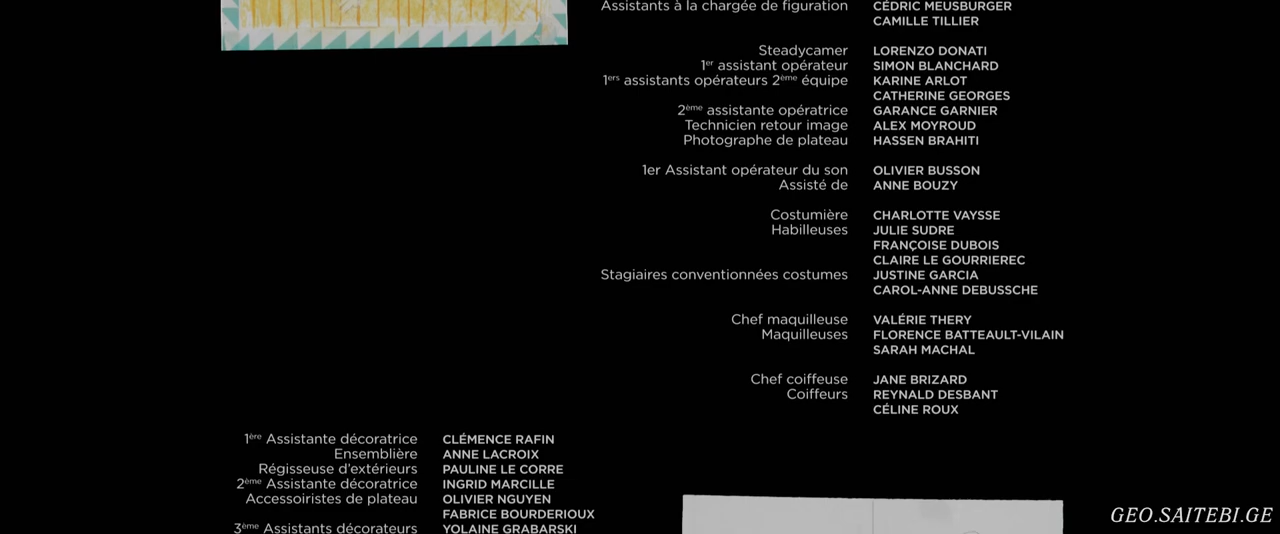 Assistants à la chargée de figuration CÉDRIC MEUSBURGER
CAMILLE TILLIER
Steadycamer LORENZO DONATI
1er assistant opérateur SIMON BLANCHARD
1ers assistants opérateurs 2ème équipe KARINE ARLOT
CATHERINE GEORGES
2ème assistante opératrice GARANCE GARNIER
Technicien retour image ALEX MOYROUD
Photographe de plateau HASSEN BRAHITI
1er Assistant opérateur du son OLIVIER BUSSON
Assisté de ANNE BOUZY
Costumière CHARLOTTE VAYSSE
Habilleuses JULIE SUDRE
FRANÇOISE DUBOIS
CLAIRE LE GOURRIEREC
Stagiaires conventionnées costumes JUSTINE GARCIA
CAROL-ANNE DEBUSSCHE
Chef maquilleuse VALÉRIE THERY
Maquilleuses FLORENCE BATTEAULT-VILAIN
SARAH MACHAL
Chef coiffeuse JANE BRIZARD
Coiffeurs REYNALD DESBANT
CÉLINE ROUX
1ère Assistante décoratrice CLÉMENCE RAFIN
Ensemblière ANNE LACROIX
Régisseuse d'extérieurs PAULINE LE CORRE
2ème Assistante décoratrice INGRID MARCILLE
Accessoiristes de plateau OLIVIER NGUYEN
FABRICE BOURDERIOUX
3ème Assistants décorateurs YOLAINE GRABARSKI
GEO.SAITEBI.GE